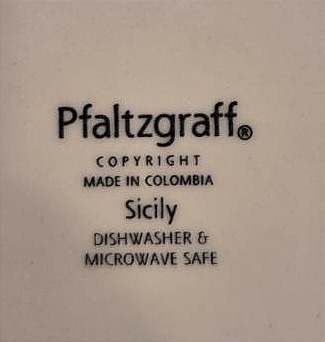 Pfaltzgraff®
COPYRIGHT
MADE IN COLOMBIA
Sicily
DISHWASHER &
MICROWAVE SAFE